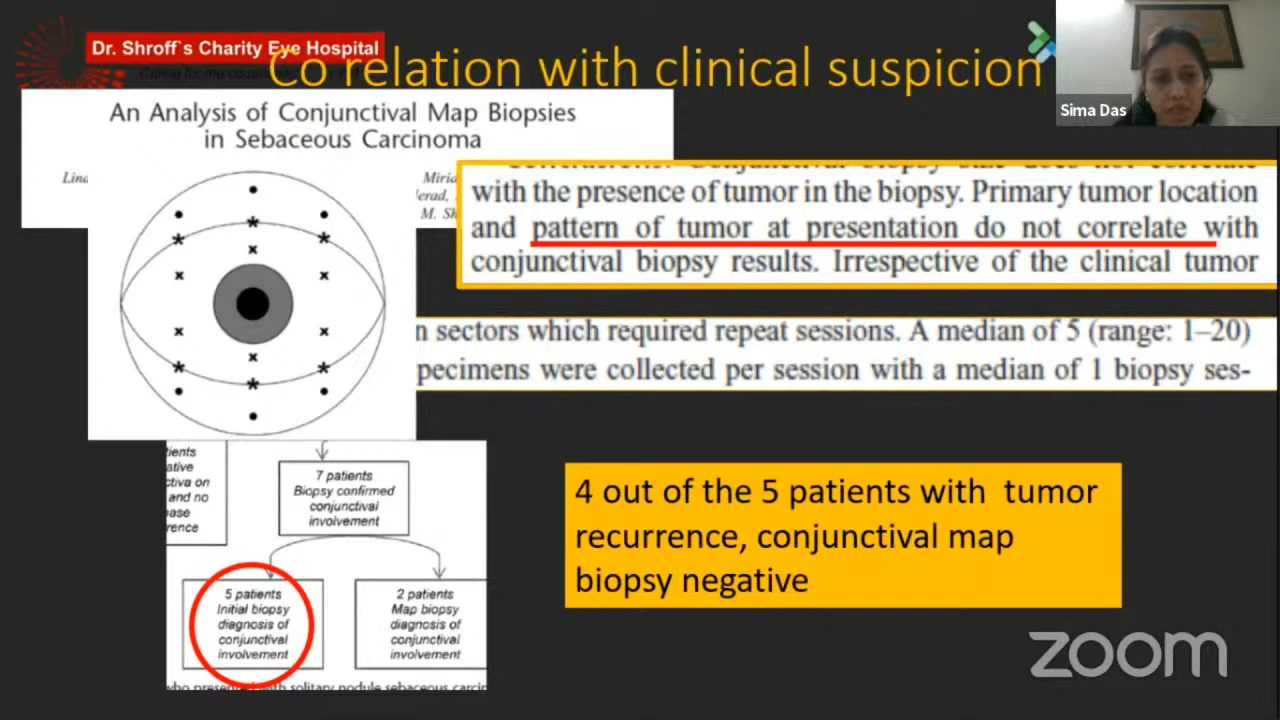 Dr. Shroff`s Charity Eye Hospital
Co relation with clinical suspicion
Sima Das
An Analysis of Conjunctival Map Biopsies
in Sebaceous Carcinoma
with the presence of tumor in the biopsy. Primary tumor location
and pattern of tumor at presentation do not correlate with
conjunctival biopsy results. Irrespective of the clinical tumor
n sectors which required repeat sessions. A median of 5 (range: 1–20)
pecimens were collected per session with a median of 1 biopsy ses-
7 patients
Biopsy confirmed
conjunctival
involvement
5 patients
Initial biopsy
diagnosis of
conjunctival
involvement
2 patients
Map biopsy
diagnosis of
conjunctival
involvement
4 out of the 5 patients with tumor
recurrence, conjunctival map
biopsy negative
zoom